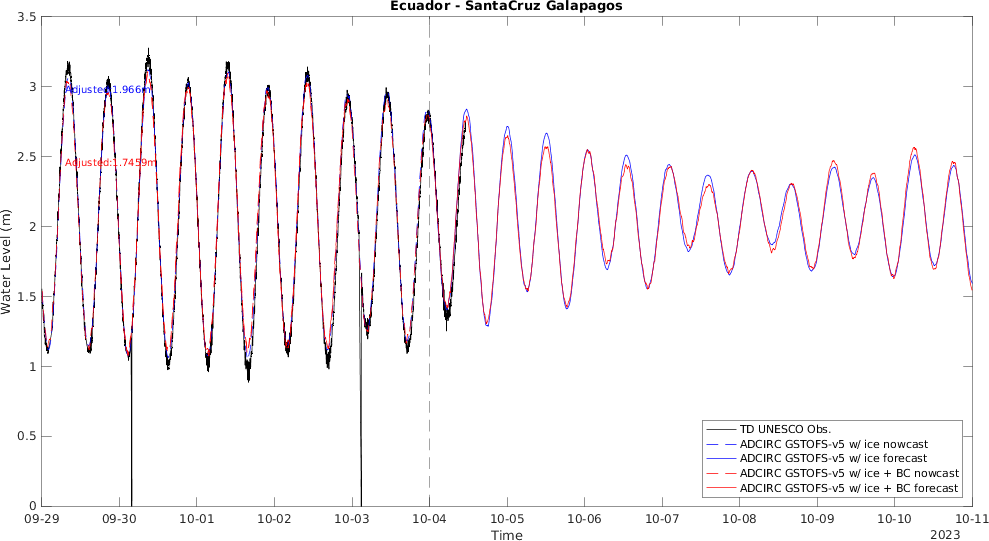 Ecuador - SantaCruz Galapagos
3.5
3
2.5
2
1.5
1
0.5
0
Water Level (m)
Adjusted:1.966m
Adjusted:1.7459m
TD UNESCO Obs.
ADCIRC GSTOFS-v5 w/ ice nowcast
ADCIRC GSTOFS-v5 w/ ice forecast
ADCIRC GSTOFS-v5 w/ ice + BC nowcast
ADCIRC GSTOFS-v5 w/ ice + BC forecast
09-29 09-30 10-01 10-02 10-03 10-04 10-05 10-06 10-07 10-08 10-09 10-10 10-11
Time
2023